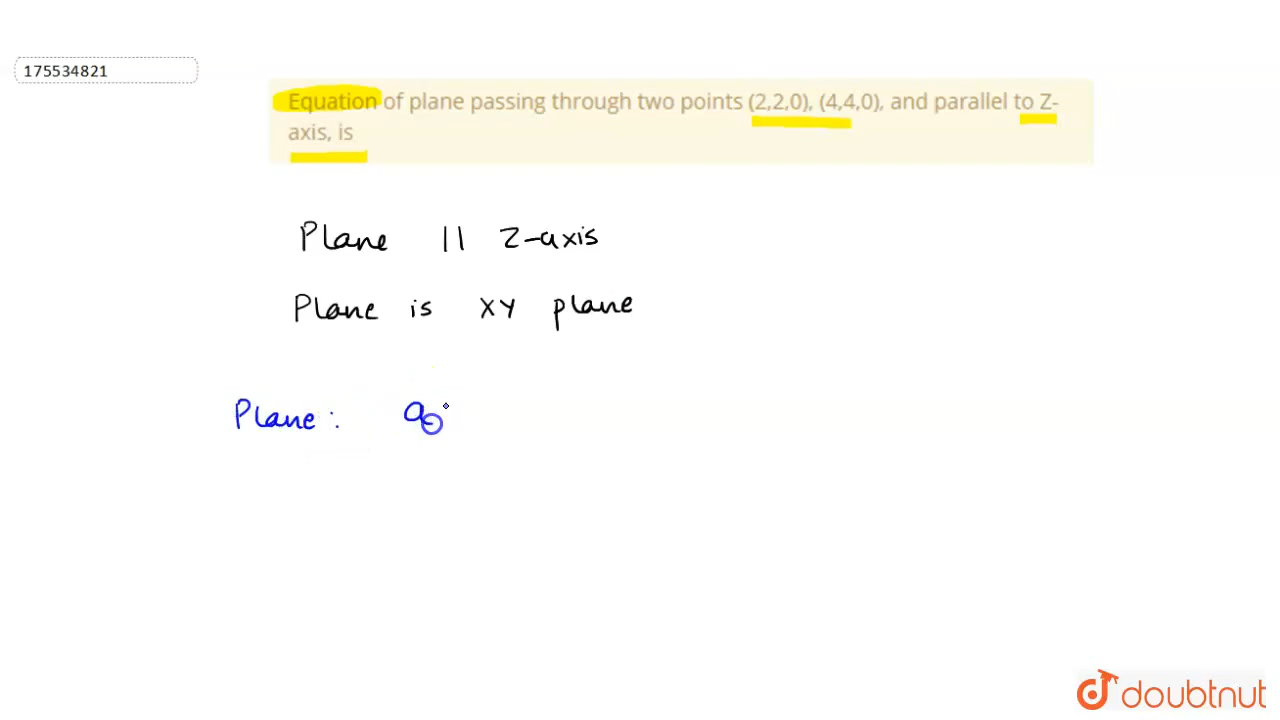 175534821
Equation of plane passing through two points (2,2,0), (4,4,0), and parallel to Z-
axis, is
Plane || Z-axis
Plane is XY plane
Plane: a
doubtnut